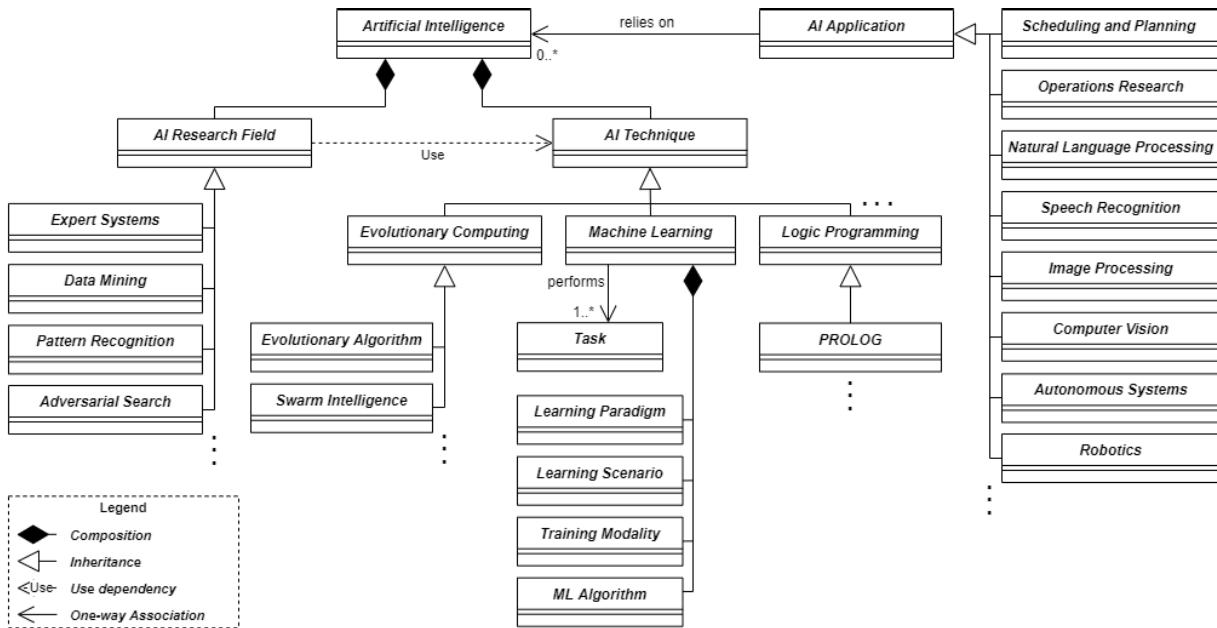 Artificial Intelligence
relies on
0..*
AI Application
Scheduling and Planning
Operations Research
Natural Language Processing
Speech Recognition
Image Processing
Computer Vision
Autonomous Systems
Robotics
AI Research Field
Use
AI Technique
Expert Systems
Data Mining
Pattern Recognition
Adversarial Search
Evolutionary Computing
Machine Learning
Logic Programming
. . .
Evolutionary Algorithm
Swarm Intelligence
performs
1..*
Task
PROLOG
Learning Paradigm
Learning Scenario
Training Modality
ML Algorithm
Legend
Composition
Inheritance
Use
Use dependency
One-way Association